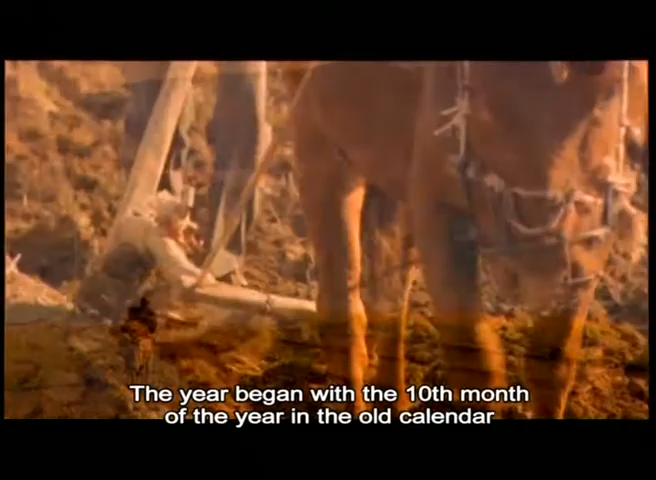 The year began with the 10th month
of the year in the old calendar